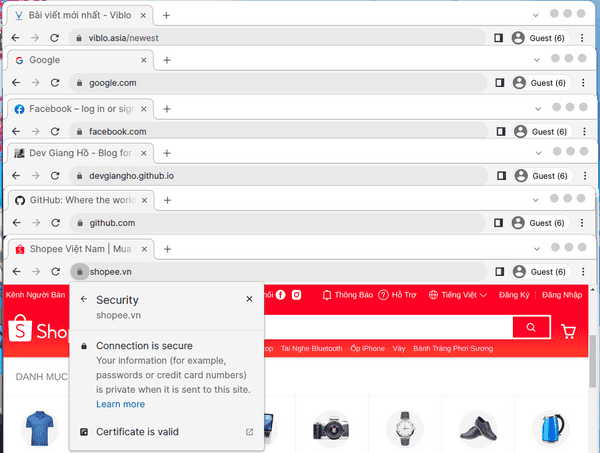 Bài viết mới nhất - Viblo
viblo.asia/newest
Guest (6)
Google
google.com
Guest (6)
Facebook – log in or sign
facebook.com
Guest (6)
Dev Giang Hồ - Blog for
devgiangho.github.io
Guest (6)
GitHub: Where the world
github.com
Guest (6)
Shopee Việt Nam | Mua
shopee.vn
Guest (6)
Kênh Người Bán
nối
Thông Báo
Hỗ Trợ
Tiếng Việt
Đăng Ký
Đăng Nhập
Security
shopee.vn
Connection is secure
Your information (for example,
passwords or credit card numbers)
is private when it is sent to this site.
Learn more
Certificate is valid
Sho
Tai Nghe Bluetooth
Ốp iPhone
Váy
Bánh Tráng Phơi Sương
DANH MỤC